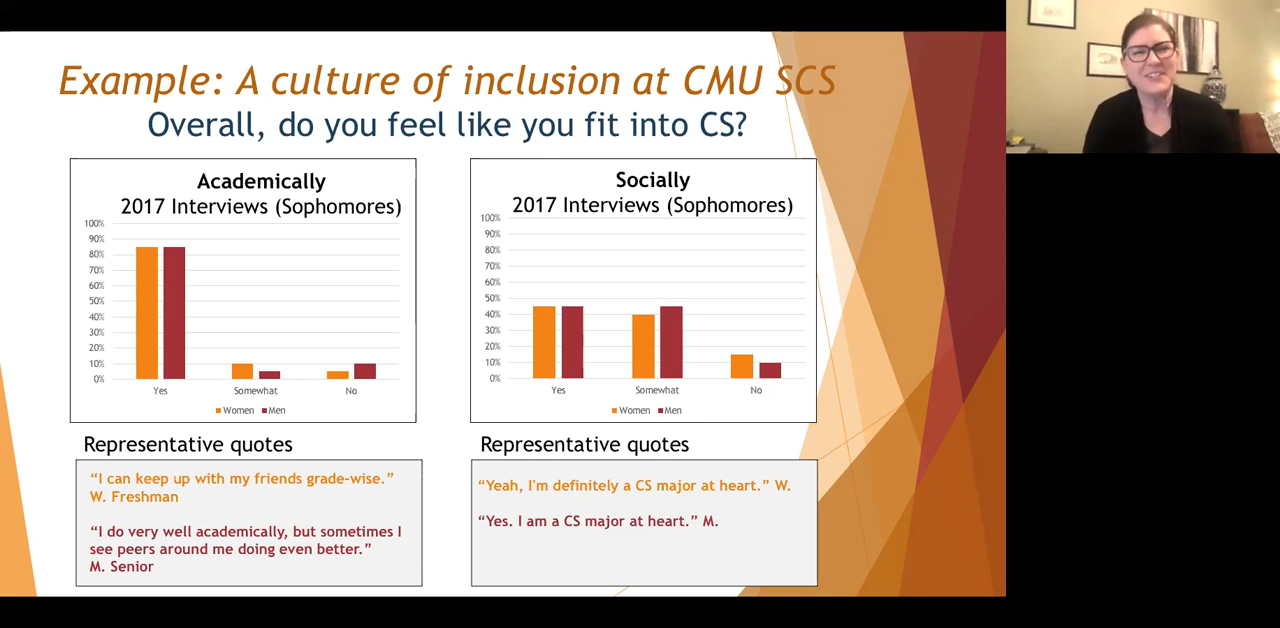 Example: A culture of inclusion at CMU SCS
Overall, do you feel like you fit into CS?
Academically
2017 Interviews (Sophomores)
100%
90%
80%
70%
60%
50%
40%
30%
20%
10%
0%
Yes Somewhat No
Women Men
Representative quotes
“I can keep up with my friends grade-wise.”
W. Freshman
“I do very well academically, but sometimes I
see peers around me doing even better.”
M. Senior
Socially
2017 Interviews (Sophomores)
100%
90%
80%
70%
60%
50%
40%
30%
20%
10%
0%
Yes Somewhat No
Women Men
Representative quotes
“Yeah, I'm definitely a CS major at heart.” W.
“Yes. I am a CS major at heart.” M.